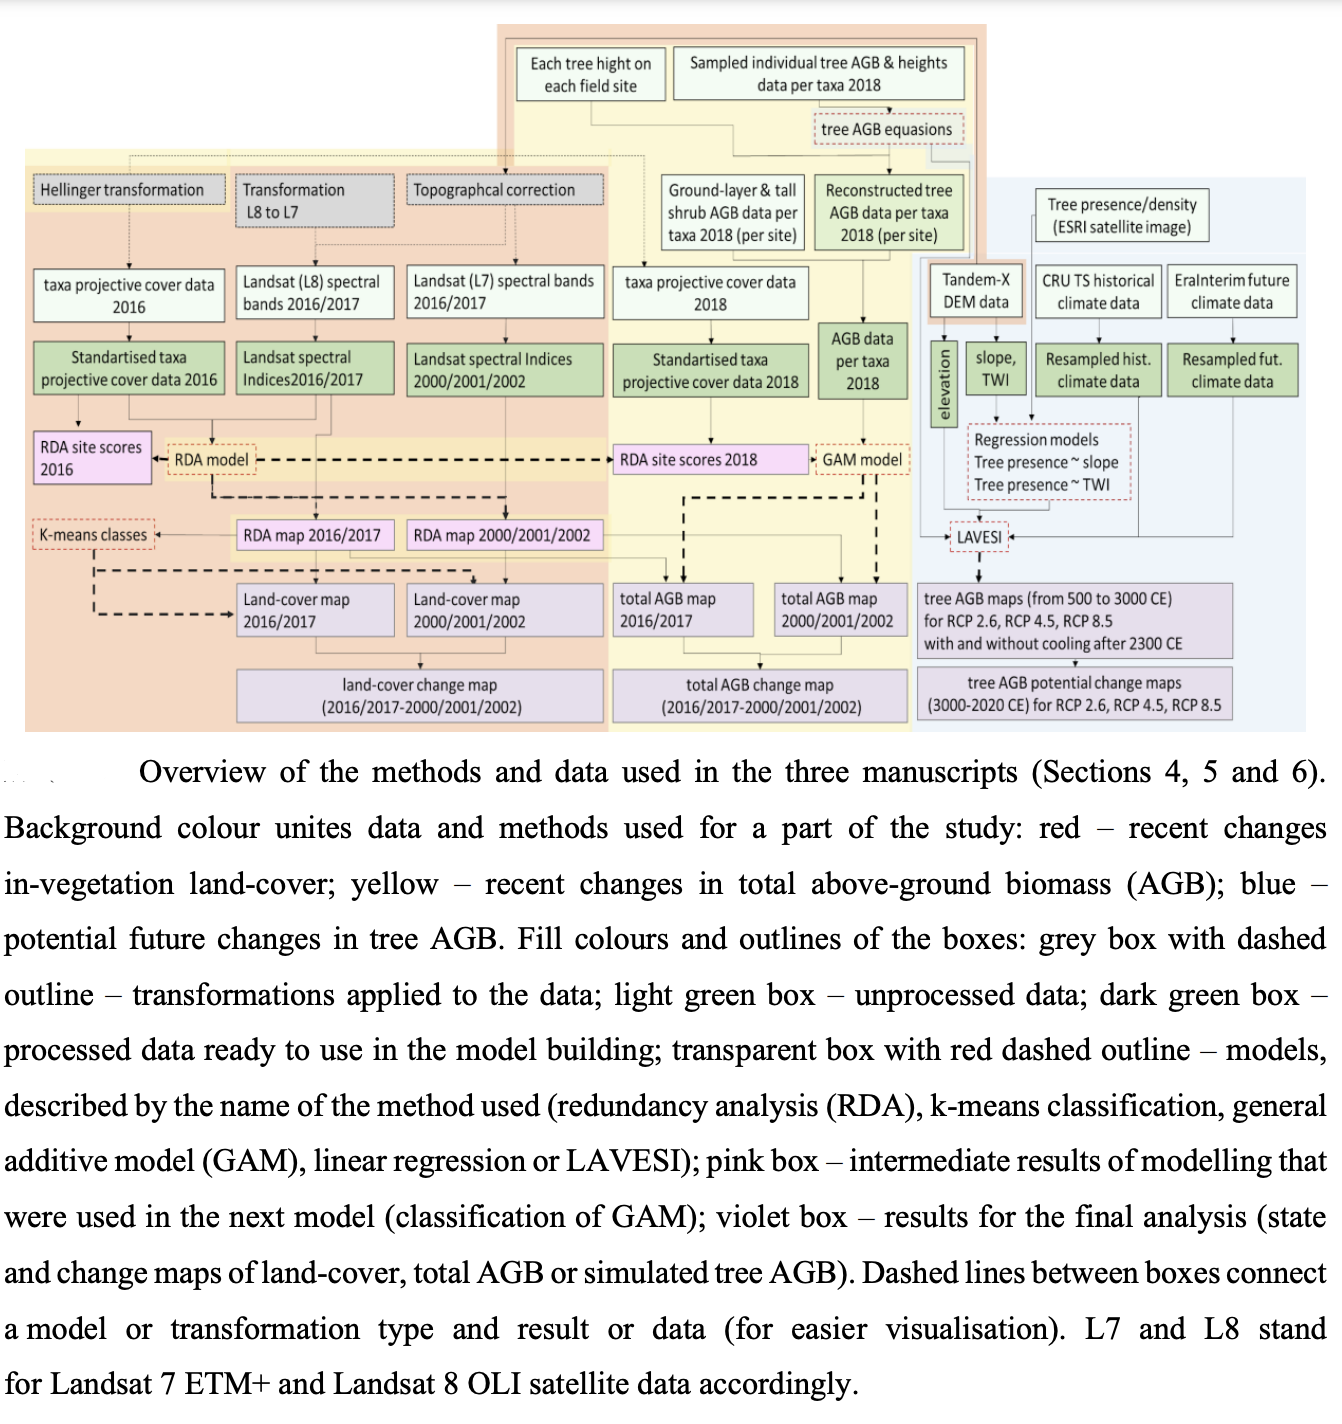 Each tree hight on
each field site
Sampled individual tree AGB & heights
data per taxa 2018
tree AGB equasions
Hellinger transformation
Transformation
L8 to L7
Topographcal correction
Ground-layer & tall
shrub AGB data per
taxa 2018 (per site)
Reconstructed tree
AGB data per taxa
2018 (per site)
Tree presence/density
(ESRI satellite image)
taxa projective cover data
2016
Landsat (L8) spectral
bands 2016/2017
Landsat (L7) spectral bands
2016/2017
taxa projective cover data
2018
Tandem-X
DEM data
CRU TS historical
climate data
EraInterim future
climate data
Standartised taxa
projective cover data 2016
Landsat spectral
Indices2016/2017
Landsat spectral Indices
2000/2001/2002
Standartised taxa
projective cover data 2018
AGB data
per taxa
2018
elevation
slope,
TWI
Resampled hist.
climate data
Resampled fut.
climate data
RDA site scores
2016
RDA model
RDA site scores 2018
GAM model
Regression models
Tree presence ~ slope
Tree presence ~ TWI
K-means classes
RDA map 2016/2017
RDA map 2000/2001/2002
LAVESI
Land-cover map
2016/2017
Land-cover map
2000/2001/2002
total AGB map
2016/2017
total AGB map
2000/2001/2002
tree AGB maps (from 500 to 3000 CE)
for RCP 2.6, RCP 4.5, RCP 8.5
with and without cooling after 2300 CE
land-cover change map
(2016/2017-2000/2001/2002)
total AGB change map
(2016/2017-2000/2001/2002)
tree AGB potential change maps
(3000-2020 CE) for RCP 2.6, RCP 4.5, RCP 8.5
Overview of the methods and data used in the three manuscripts (Sections 4, 5 and 6).
Background colour unites data and methods used for a part of the study: red – recent changes
in-vegetation land-cover; yellow – recent changes in total above-ground biomass (AGB); blue –
potential future changes in tree AGB. Fill colours and outlines of the boxes: grey box with dashed
outline – transformations applied to the data; light green box – unprocessed data; dark green box –
processed data ready to use in the model building; transparent box with red dashed outline – models,
described by the name of the method used (redundancy analysis (RDA), k-means classification, general
additive model (GAM), linear regression or LAVESI); pink box – intermediate results of modelling that
were used in the next model (classification of GAM); violet box – results for the final analysis (state
and change maps of land-cover, total AGB or simulated tree AGB). Dashed lines between boxes connect
a model or transformation type and result or data (for easier visualisation). L7 and L8 stand
for Landsat 7 ETM+ and Landsat 8 OLI satellite data accordingly.